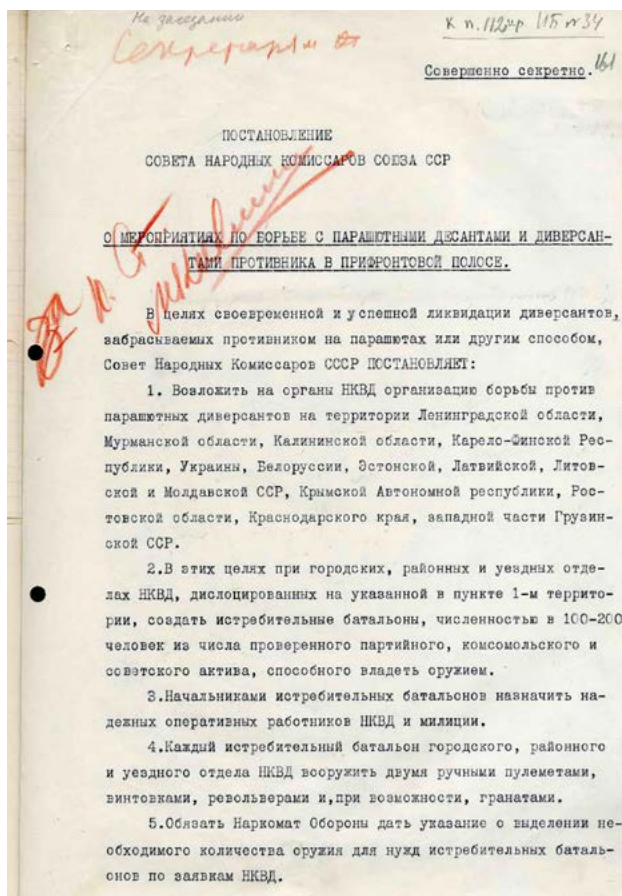 На заседании
Секретариат
К п. 112 пр. ПБ № 34
161
Совершенно секретно.
ПОСТАНОВЛЕНИЕ
СОВЕТА НАРОДНЫХ КОМИССАРОВ СОЮЗА ССР
О МЕРОПРИЯТИЯХ ПО БОРЬБЕ С ПАРАШЮТНЫМИ ДЕСАНТАМИ И ДИВЕРСАН-
ТАМИ ПРОТИВНИКА В ПРИФРОНТОВОЙ ПОЛОСЕ.
За
И. Ст
В целях своевременной и успешной ликвидации диверсантов,
забрасываемых противником на парашютах или другим способом,
Совет Народных Комиссаров СССР ПОСТАНОВЛЯЕТ:
1. Возложить на органы НКВД организацию борьбы против
парашютных диверсантов на территории Ленинградской области,
Мурманской области, Калининской области, Карело-Финской Рес-
публики, Украины, Белоруссии, Эстонской, Латвийской, Литов-
ской и Молдавской ССР, Крымской Автономной республики, Рос-
товской области, Краснодарского края, западной части Грузин-
ской ССР.
2.В этих целях при городских, районных и уездных отде-
лах НКВД, дислоцированных на указанной в пункте 1-м террито-
рии, создать истребительные батальоны, численностью в 100-200
человек из числа проверенного партийного, комсомольского и
советского актива, способного владеть оружием.
3.Начальниками истребительных батальонов назначить на-
дежных оперативных работников НКВД и милиции.
4.Каждый истребительный батальон городского, районного
и уездного отдела НКВД вооружить двумя ручными пулеметами,
винтовками, револьверами и,при возможности, гранатами.
5.Обязать Наркомат Обороны дать указание о выделении не-
обходимого количества оружия для нужд истребительных баталь-
онов по заявкам НКВД.